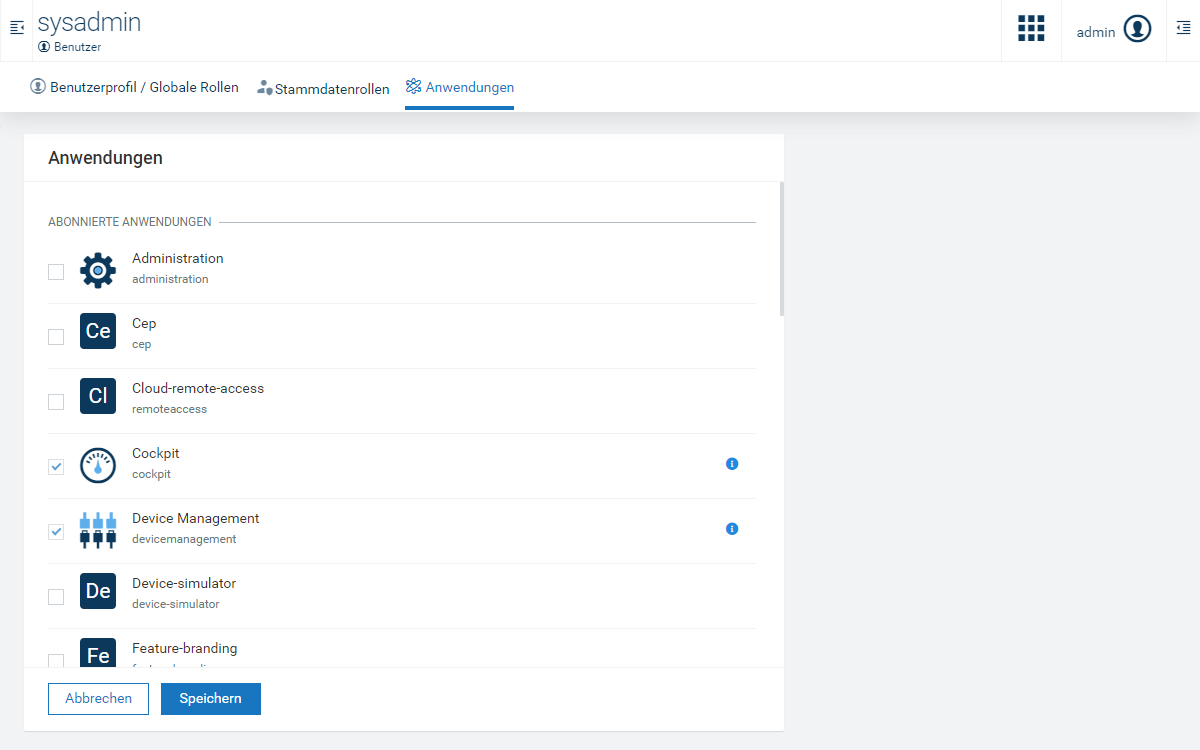 sysadmin
Benutzer
admin
Benutzerprofil / Globale Rollen
Stammdatenrollen
Anwendungen
Anwendungen
ABONNIERTE ANWENDUNGEN
Administration
administration
Ce
Cep
cep
Cl
Cloud-remote-access
remoteaccess
Cockpit
cockpit
Device Management
devicemanagement
De
Device-simulator
device-simulator
Fe
Feature-branding
Abbrechen
Speichern